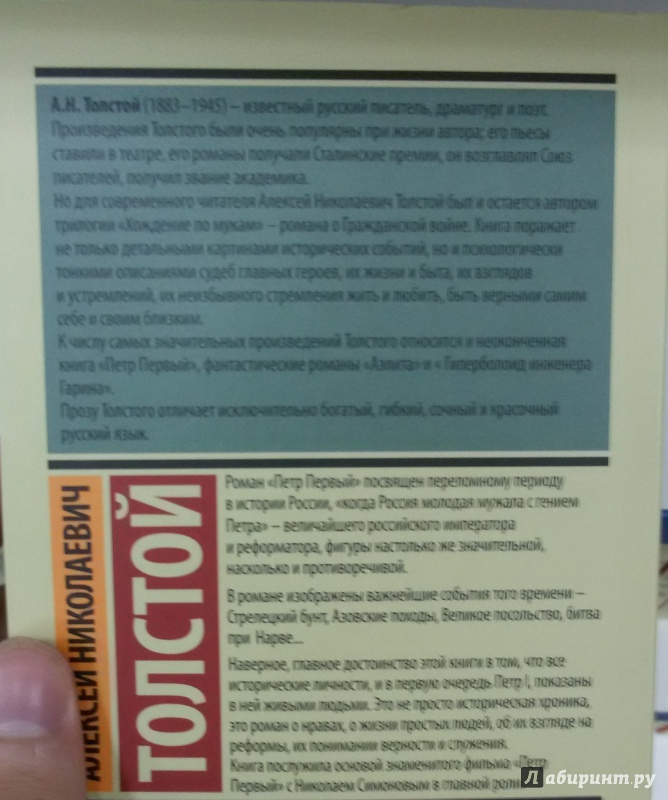 А.Н. Толстой (1883–1945) – известный русский писатель, драматург и поэт.
Произведения Толстого были очень популярны при жизни автора; его пьесы
ставили в театре, его романы получали Сталинские премии, он возглавлял Союз
писателей, получил звание академика.
Но для современного читателя Алексей Николаевич Толстой был и остается автором
трилогии «Хождение по мукам» – романа о Гражданской войне. Книга поражает
не только детальными картинами исторических событий, но и психологически
тонкими описаниями судеб главных героев, их жизни и быта, их взглядов
и устремлений, их неизбывного стремления жить и любить, быть верными самим
себе и своим близким.
К числу самых значительных произведений Толстого относится и неоконченная
книга «Петр Первый», фантастические романы «Аэлита» и « Гиперболоид инженера
Гарина».
Прозу Толстого отличает исключительно богатый, гибкий, сочный и красочный
русский язык.
АЛЕКСЕЙ НИКОЛАЕВИЧ
ТОЛСТОЙ
Роман «Петр Первый» посвящен переломному периоду
в истории России, «когда Россия молодая мужала с гением
Петра» – величайшего российского императора
и реформатора, фигуры настолько же значительной,
насколько и противоречивой.
В романе изображены важнейшие события того времени –
Стрелецкий бунт, Азовские походы, Великое посольство, битва
при Нарве...
Наверное, главное достоинство этой книги в том, что все
исторические личности, и в первую очередь Петр I, показаны
в ней живыми людьми. Это не просто историческая хроника,
это роман о нравах, о жизни простых людей, об их взгляде на
реформы, их понимании верности и служения.
Книга послужила основой знаменитого фильма «Петр
Первый» с Николаем Симоновым в главной роли.
Лабиринт.ру